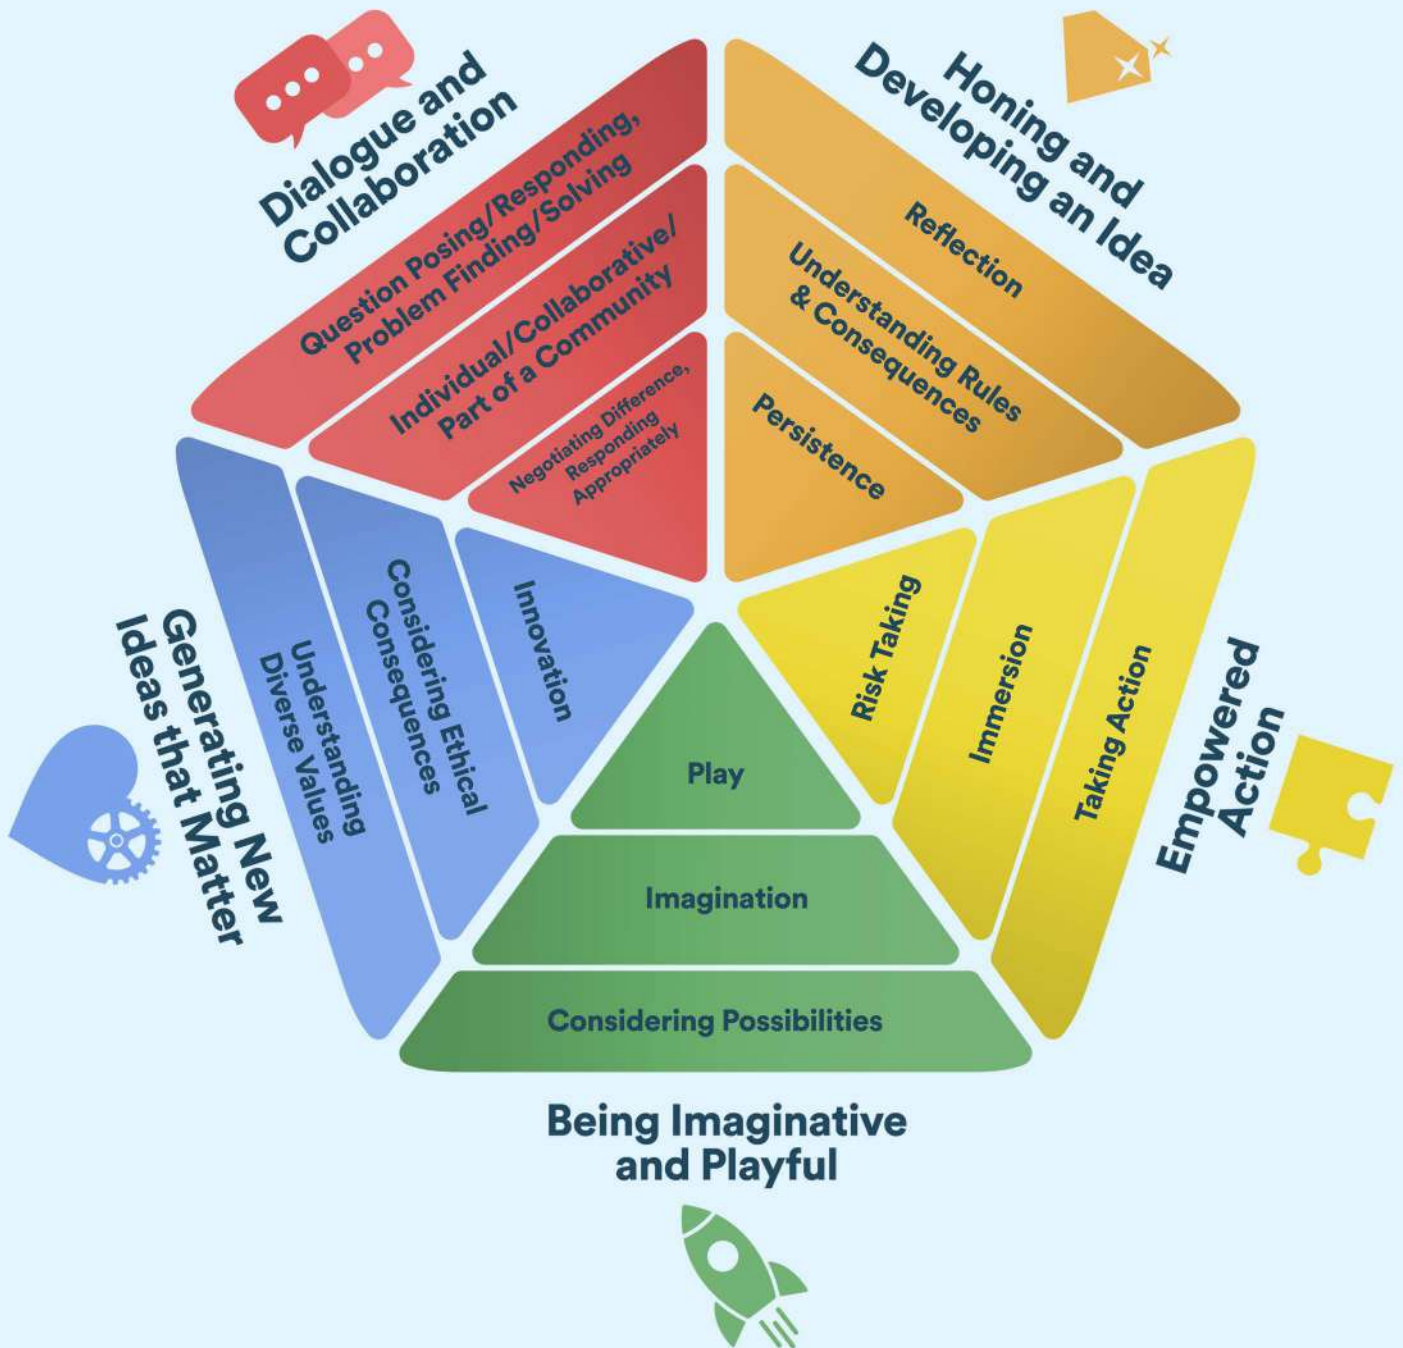 Dialogue and
Collaboration
Question Posing/Responding,
Problem Finding/Solving
Individual/Collaborative/
Part of a Community
Negotiating Difference,
Responding
Appropriately
Honing and
Developing an Idea
Reflection
Understanding Rules
& Consequences
Persistence
Empowered
Action
Risk Taking
Immersion
Taking Action
Generating New
Ideas that Matter
Understanding
Diverse Values
Considering Ethical
Consequences
Innovation
Play
Imagination
Considering Possibilities
Being Imaginative
and Playful